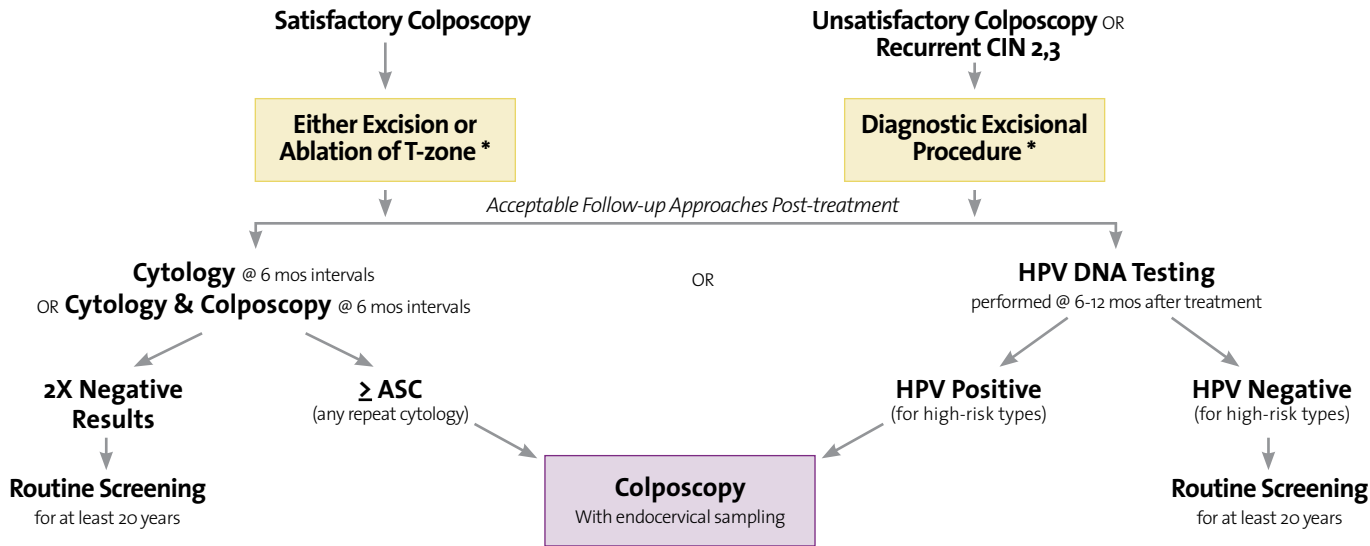 Satisfactory Colposcopy
Unsatisfactory Colposcopy OR
Recurrent CIN 2,3
Either Excision or
Ablation of T-zone *
Diagnostic Excisional
Procedure *
Acceptable Follow-up Approaches Post-treatment
Cytology @ 6 mos intervals
OR Cytology & Colposcopy @ 6 mos intervals
OR
HPV DNA Testing
performed @ 6-12 mos after treatment
2X Negative
Results
≥ ASC
(any repeat cytology)
HPV Positive
(for high-risk types)
HPV Negative
(for high-risk types)
Routine Screening
for at least 20 years
Colposcopy
With endocervical sampling
Routine Screening
for at least 20 years